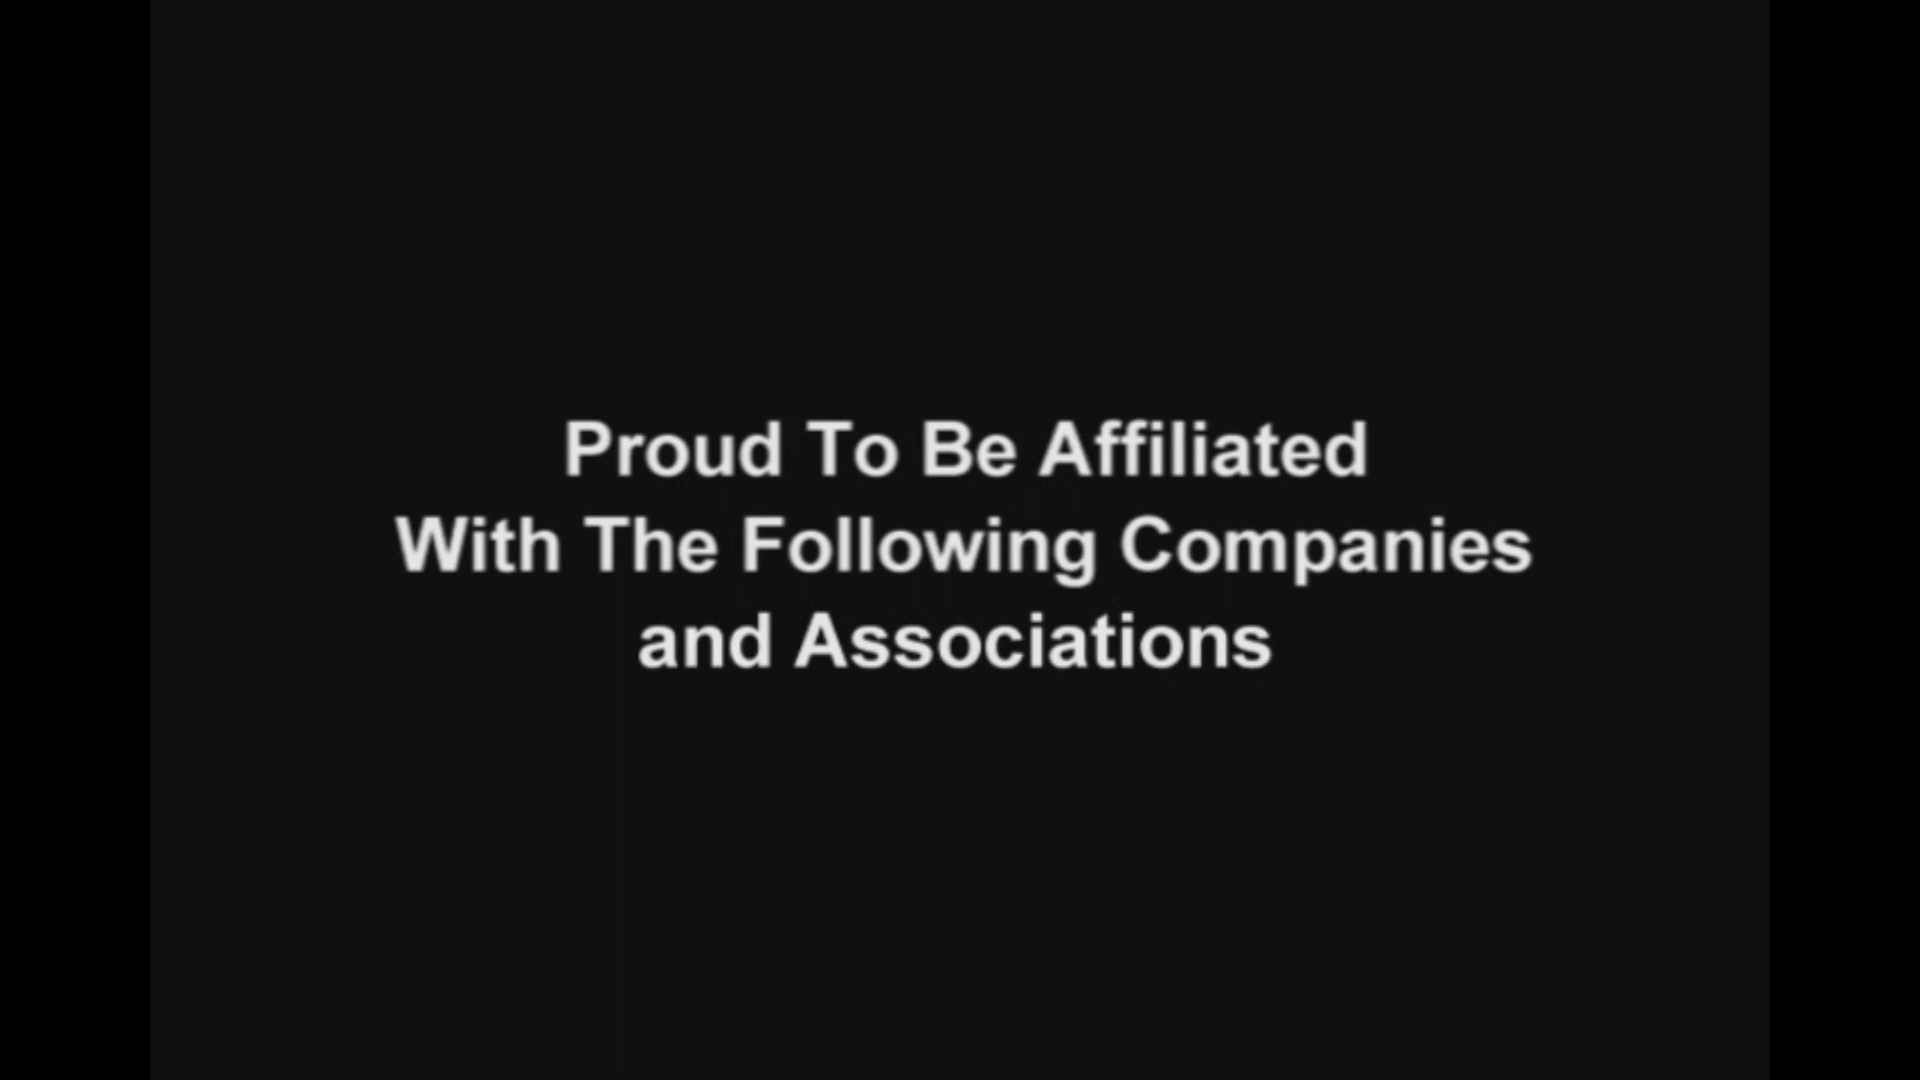 Proud To Be Affiliated
With The Following Companies
and Associations